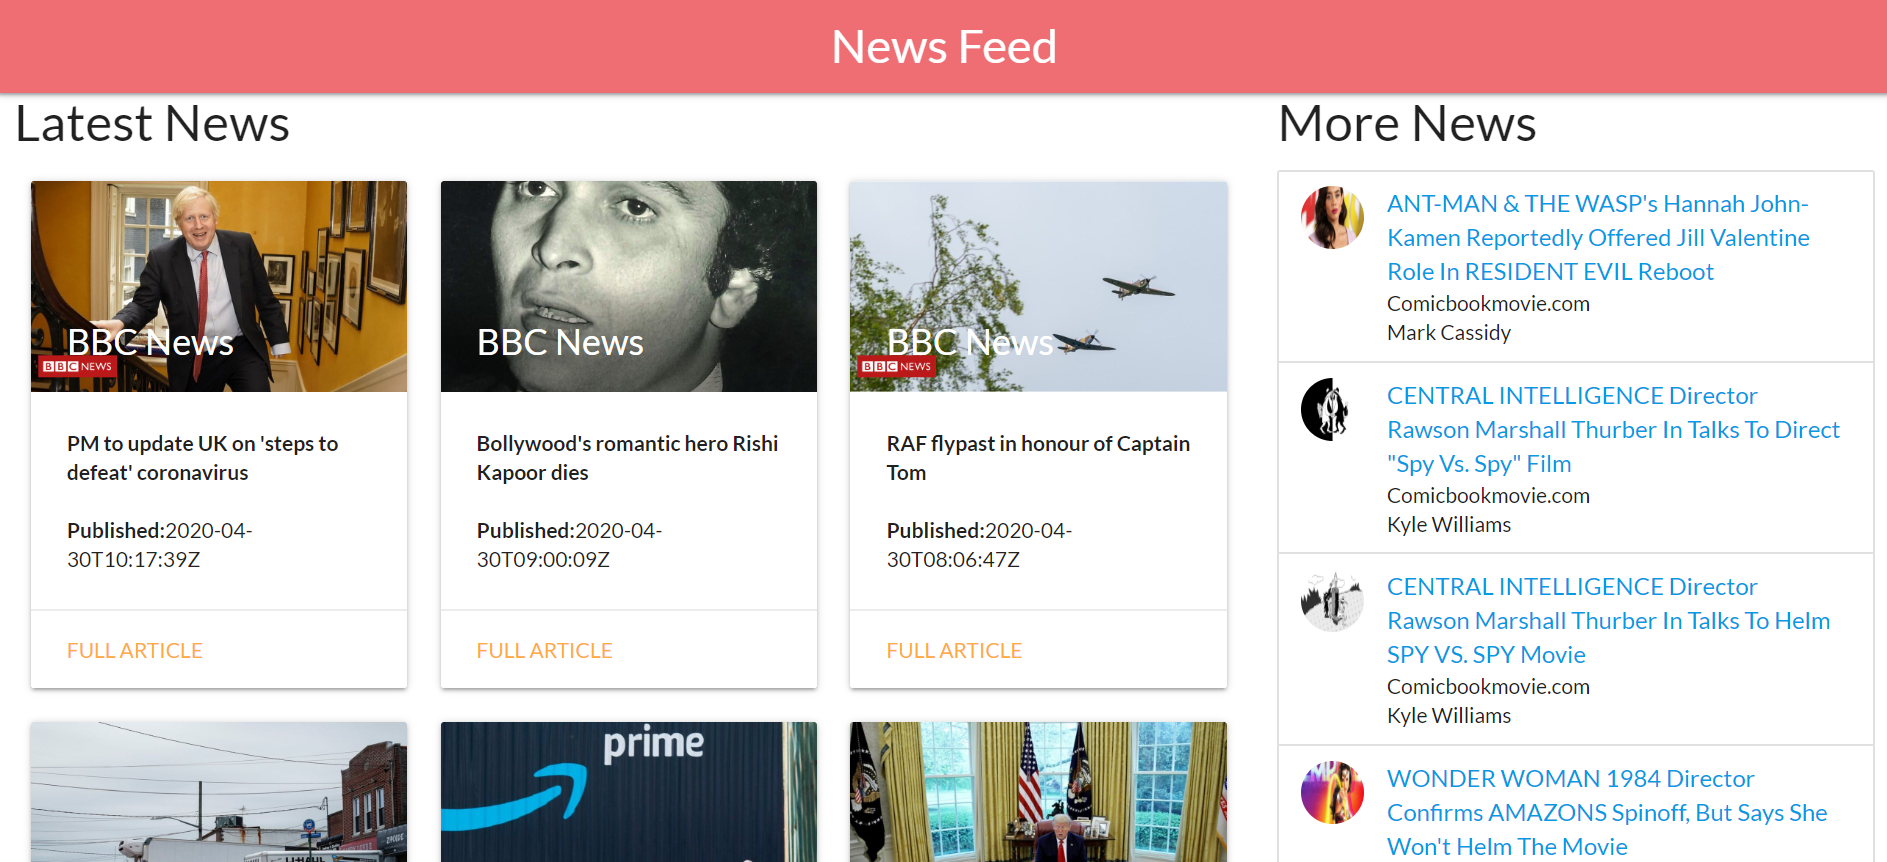 News Feed
Latest News
BBC News
BBC NEWS
PM to update UK on 'steps to
defeat' coronavirus
Published:2020-04-
30T10:17:39Z
FULL ARTICLE
BBC News
Bollywood's romantic hero Rishi
Kapoor dies
Published:2020-04-
30T09:00:09Z
FULL ARTICLE
BBC News
BBC NEWS
RAF flypast in honour of Captain
Tom
Published:2020-04-
30T08:06:47Z
FULL ARTICLE
prime
More News
ANT-MAN & THE WASP's Hannah John-
Kamen Reportedly Offered Jill Valentine
Role In RESIDENT EVIL Reboot
Comicbookmovie.com
Mark Cassidy
CENTRAL INTELLIGENCE Director
Rawson Marshall Thurber In Talks To Direct
"Spy Vs. Spy" Film
Comicbookmovie.com
Kyle Williams
CENTRAL INTELLIGENCE Director
Rawson Marshall Thurber In Talks To Helm
SPY VS. SPY Movie
Comicbookmovie.com
Kyle Williams
WONDER WOMAN 1984 Director
Confirms AMAZONS Spinoff, But Says She
Won't Helm The Movie